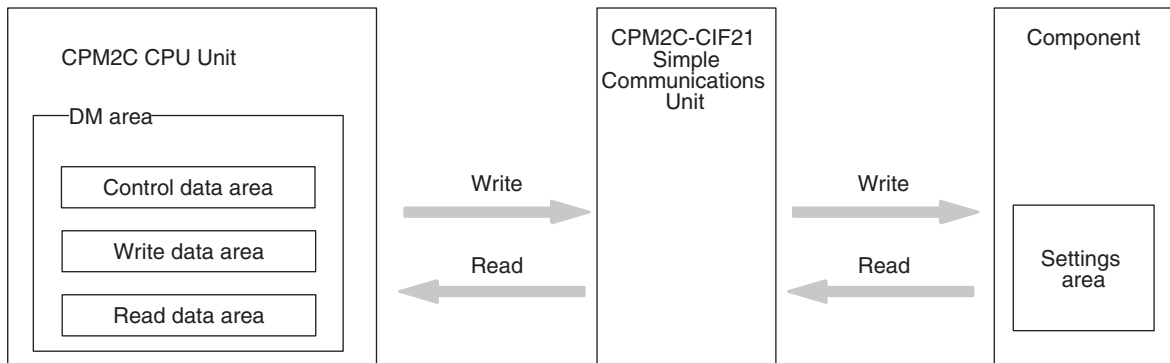 CPM2C CPU Unit
DM area
Control data area
Write data area
Read data area
Write
Read
CPM2C-CIF21
Simple
Communications
Unit
Write
Read
Component
Settings
area